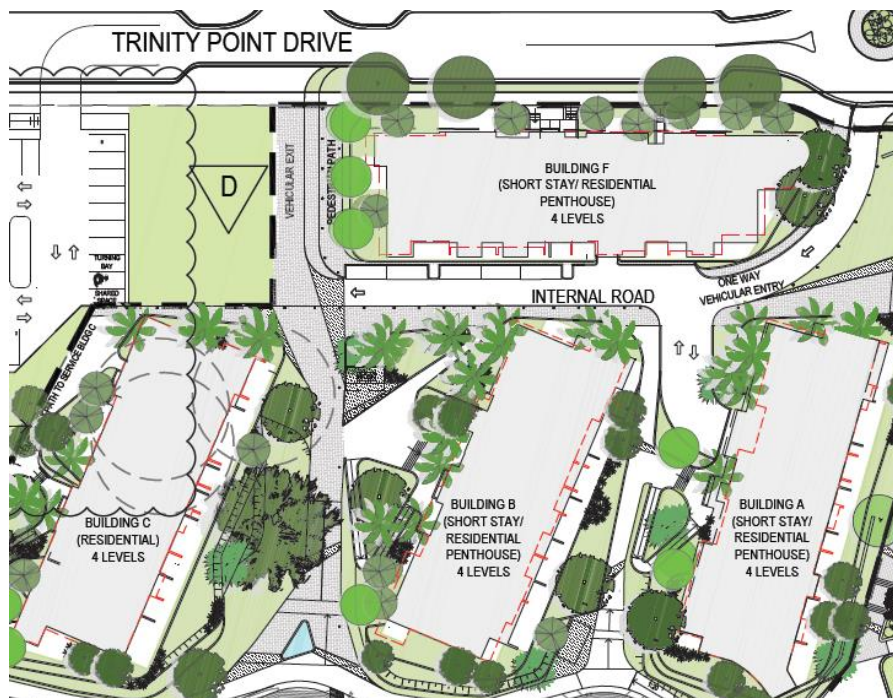 TRINITY POINT DRIVE
D
VEHICULAR EXIT
PEDESTRIAN PATH
BUILDING F
(SHORT STAY/ RESIDENTIAL
PENTHOUSE)
4 LEVELS
TURNING
BAY
SHARED
SPACE
INTERNAL ROAD
ONE WAY
VEHICULAR ENTRY
PATH TO SERVICE BLDG C
BUILDING C
(RESIDENTIAL)
4 LEVELS
BUILDING B
(SHORT STAY/
RESIDENTIAL
PENTHOUSE)
4 LEVELS
BUILDING A
(SHORT STAY/
RESIDENTIAL
PENTHOUSE)
4 LEVELS